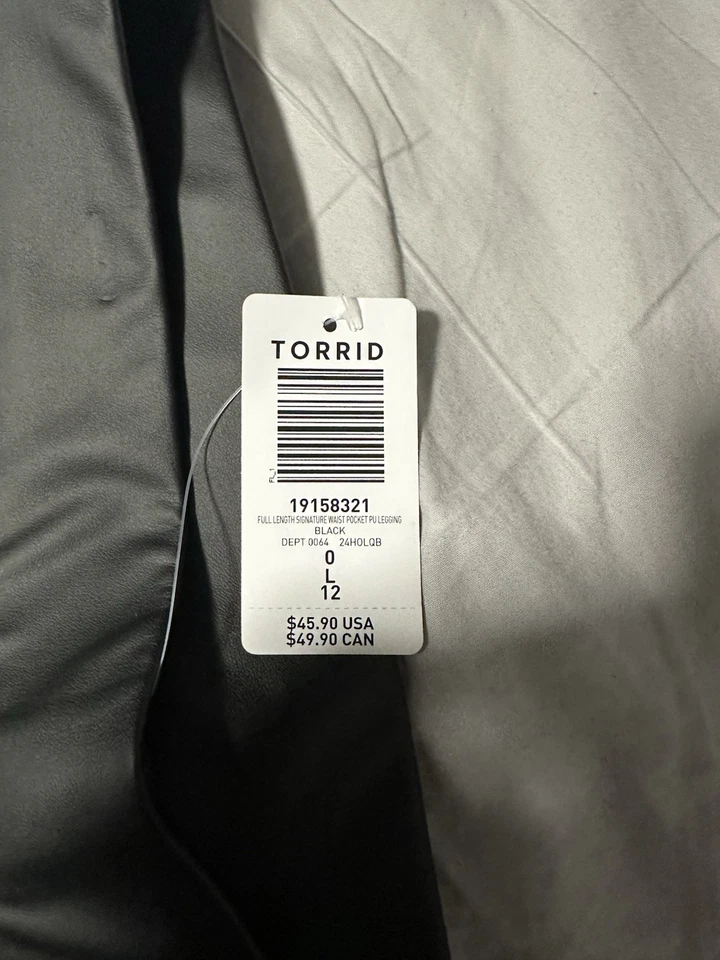 TORRID
FL_1
19158321
FULL LENGTH SIGNATURE WAIST POCKET PU LEGGING
BLACK
DEPT 0064 24HOLQB
0
L
12
$45.90 USA
$49.90 CAN